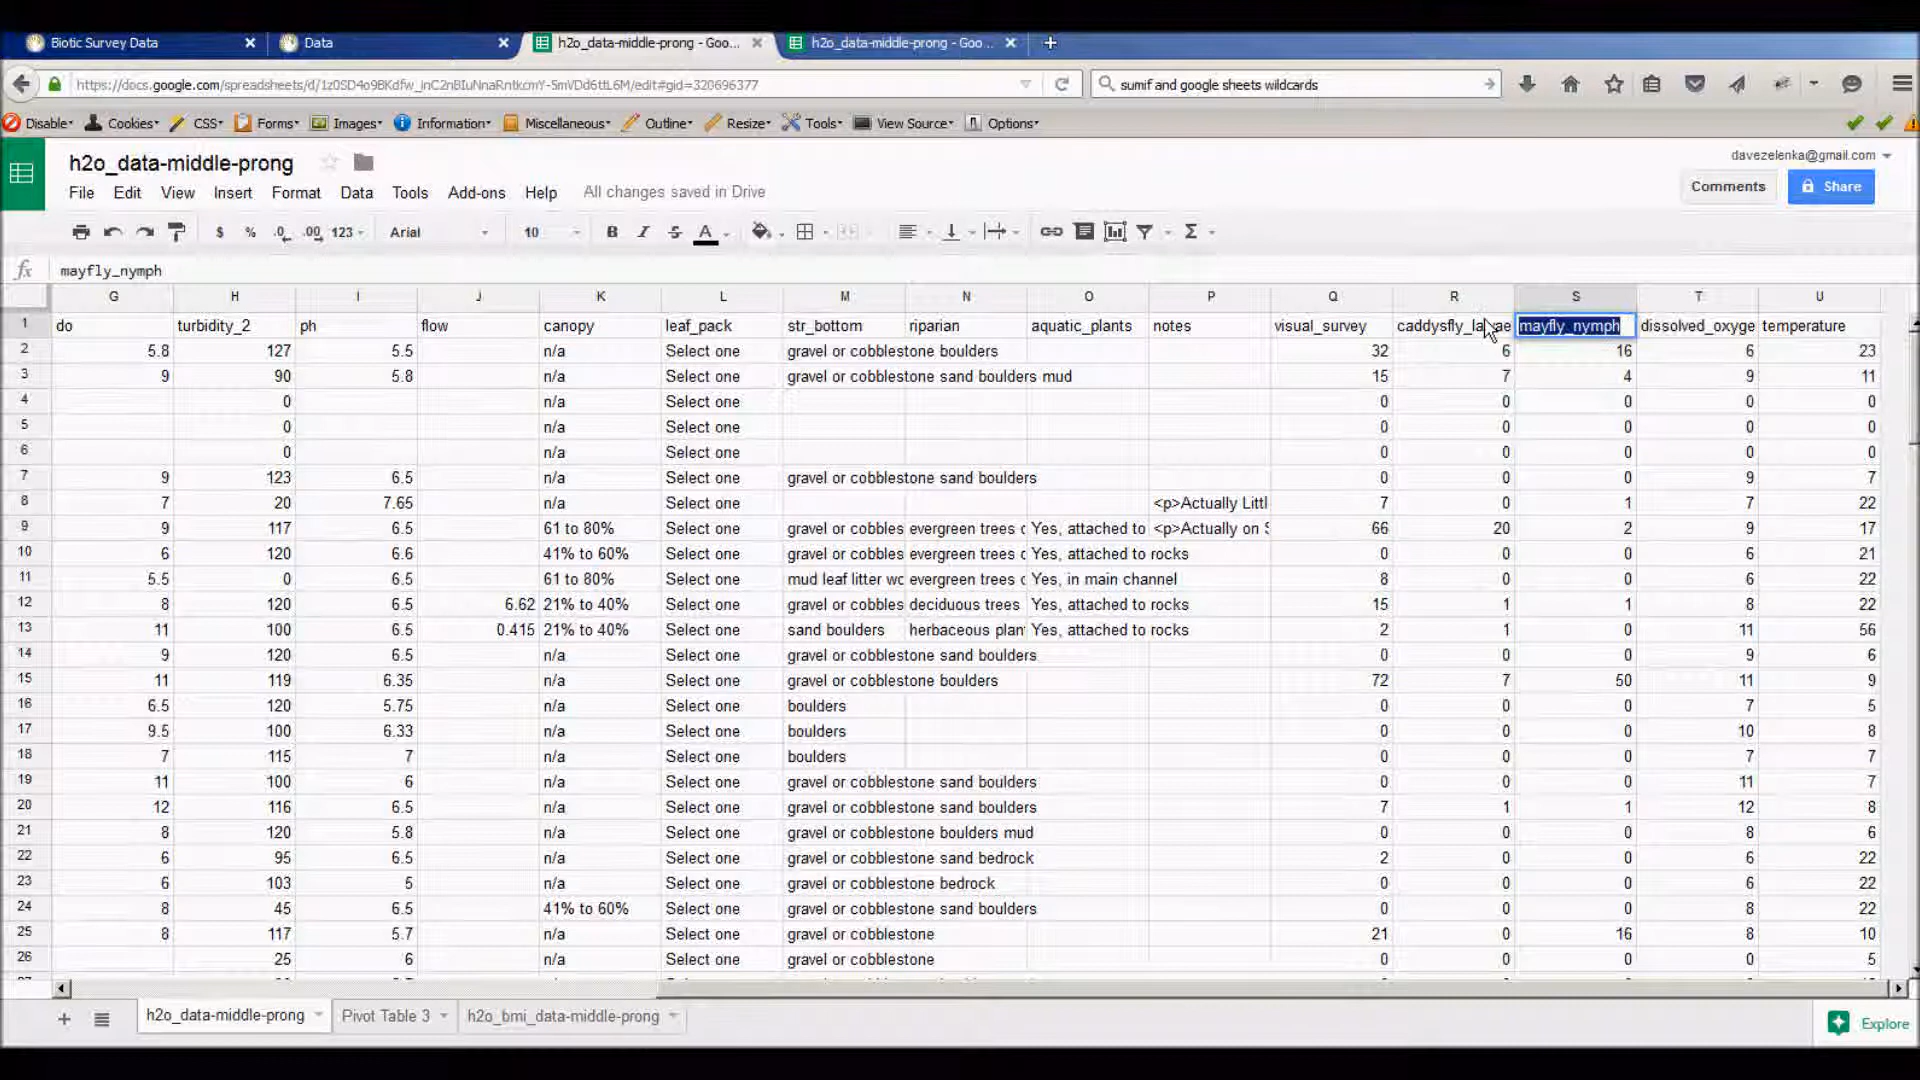 Biotic Survey Data
Data
h2o_data-middle-prong - Goo...
h2o_data-middle-prong - Goo...
sumif and google sheets wildcards
Disable Cookies CSS Forms Images Information Miscellaneous Outline Resize Tools View Source Options
h2o_data-middle-prong
davezelenka@gmail.com
File Edit View Insert Format Data Tools Add-ons Help All changes saved in Drive
Comments Share
$ % .0 .00 123 Arial 10 B I S A Σ
fx mayfly_nymph
G H I J K L M N O P Q R S T U
1 do turbidity_2 ph flow canopy leaf_pack str_bottom riparian aquatic_plants notes visual_survey mayfly_nymph dissolved_oxyge temperature
2 5.8 127 5.5 n/a Select one gravel or cobblestone boulders 32 6 16 6 23
3 9 90 5.8 n/a Select one gravel or cobblestone sand boulders mud 15 7 4 9 11
4 0 n/a Select one 0 0 0 0 0
5 0 n/a Select one 0 0 0 0 0
6 0 n/a Select one 0 0 0 0 0
7 9 123 6.5 n/a Select one gravel or cobblestone sand boulders 0 0 0 9 7
8 7 20 7.65 n/a Select one <p>Actually Littl 7 0 1 7 22
9 9 117 6.5 61 to 80% Select one gravel or cobbles evergreen trees c Yes, attached to <p>Actually on S 66 20 2 9 17
10 6 120 6.6 41% to 60% Select one gravel or cobbles evergreen trees c Yes, attached to rocks 0 0 0 6 21
11 5.5 0 6.5 61 to 80% Select one mud leaf litter wc evergreen trees c Yes, in main channel 8 0 0 6 22
12 8 120 6.5 6.62 21% to 40% Select one gravel or cobbles deciduous trees Yes, attached to rocks 15 1 1 8 22
13 11 100 6.5 0.415 21% to 40% Select one sand boulders herbaceous plan Yes, attached to rocks 2 1 0 11 56
14 9 120 6.5 n/a Select one gravel or cobblestone sand boulders 0 0 0 9 6
15 11 119 6.35 n/a Select one gravel or cobblestone boulders 72 7 50 11 9
16 6.5 120 5.75 n/a Select one boulders 0 0 0 7 5
17 9.5 100 6.33 n/a Select one boulders 0 0 0 10 8
18 7 115 7 n/a Select one boulders 0 0 0 7 7
19 11 100 6 n/a Select one gravel or cobblestone sand boulders 0 0 0 11 7
20 12 116 6.5 n/a Select one gravel or cobblestone sand boulders 7 1 1 12 8
21 8 120 5.8 n/a Select one gravel or cobblestone boulders mud 0 0 0 8 6
22 6 95 6.5 n/a Select one gravel or cobblestone sand bedrock 2 0 0 6 22
23 6 103 5 n/a Select one gravel or cobblestone bedrock 0 0 0 6 22
24 8 45 6.5 41% to 60% Select one gravel or cobblestone sand boulders 0 0 0 8 22
25 8 117 5.7 n/a Select one gravel or cobblestone 21 0 16 8 10
26 25 6 n/a Select one gravel or cobblestone 0 0 0 0 5
h2o_data-middle-prong Pivot Table 3 h2o_bmi_data-middle-prong Explore